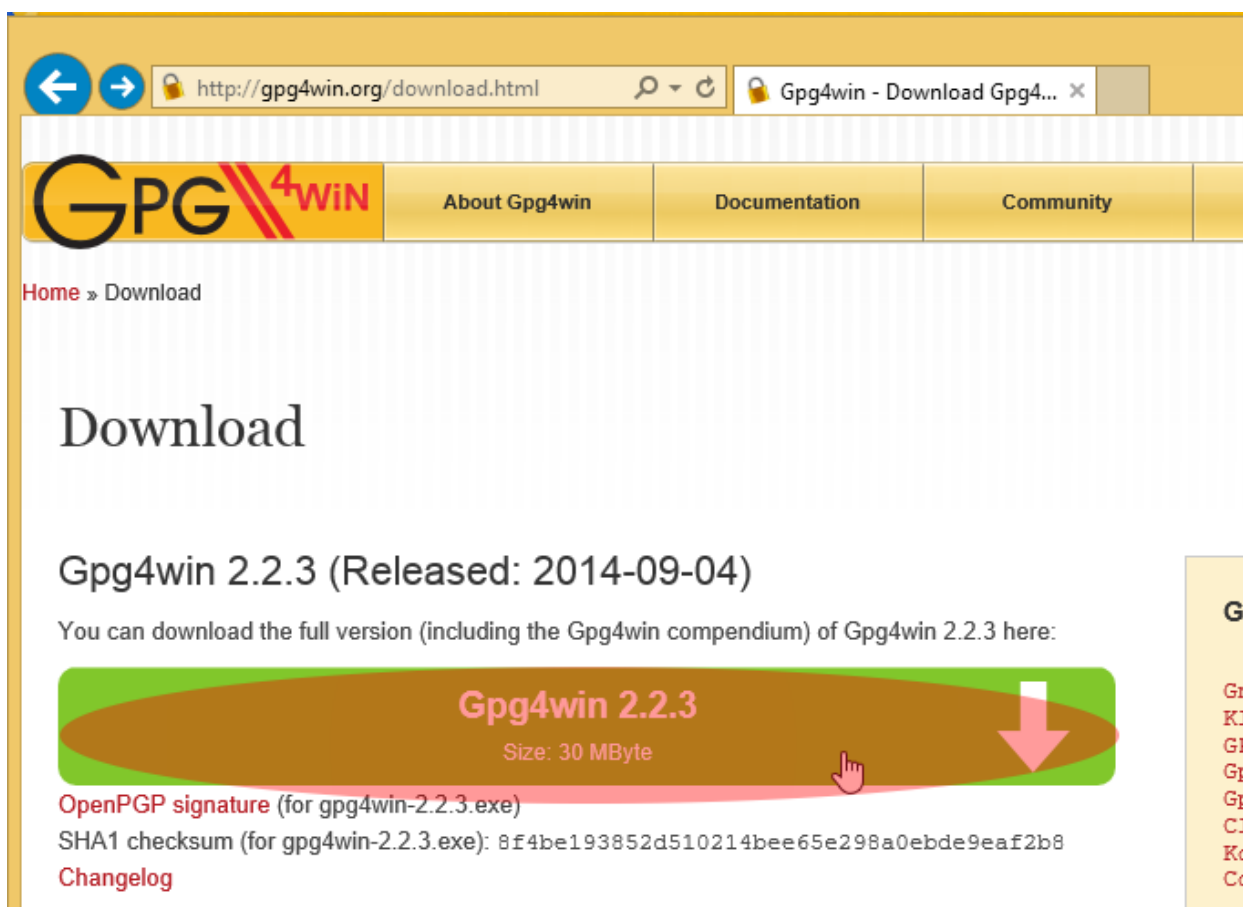 http://gpg4win.org/download.html
Gpg4win - Download Gpg4...
GPG4WiN
About Gpg4win
Documentation
Community
Home » Download
Download
Gpg4win 2.2.3 (Released: 2014-09-04)
You can download the full version (including the Gpg4win compendium) of Gpg4win 2.2.3 here:
Gpg4win 2.2.3
Size: 30 MByte
OpenPGP signature (for gpg4win-2.2.3.exe)
SHA1 checksum (for gpg4win-2.2.3.exe): 8f4be193852d510214bee65e298a0ebde9eaf2b8
Changelog